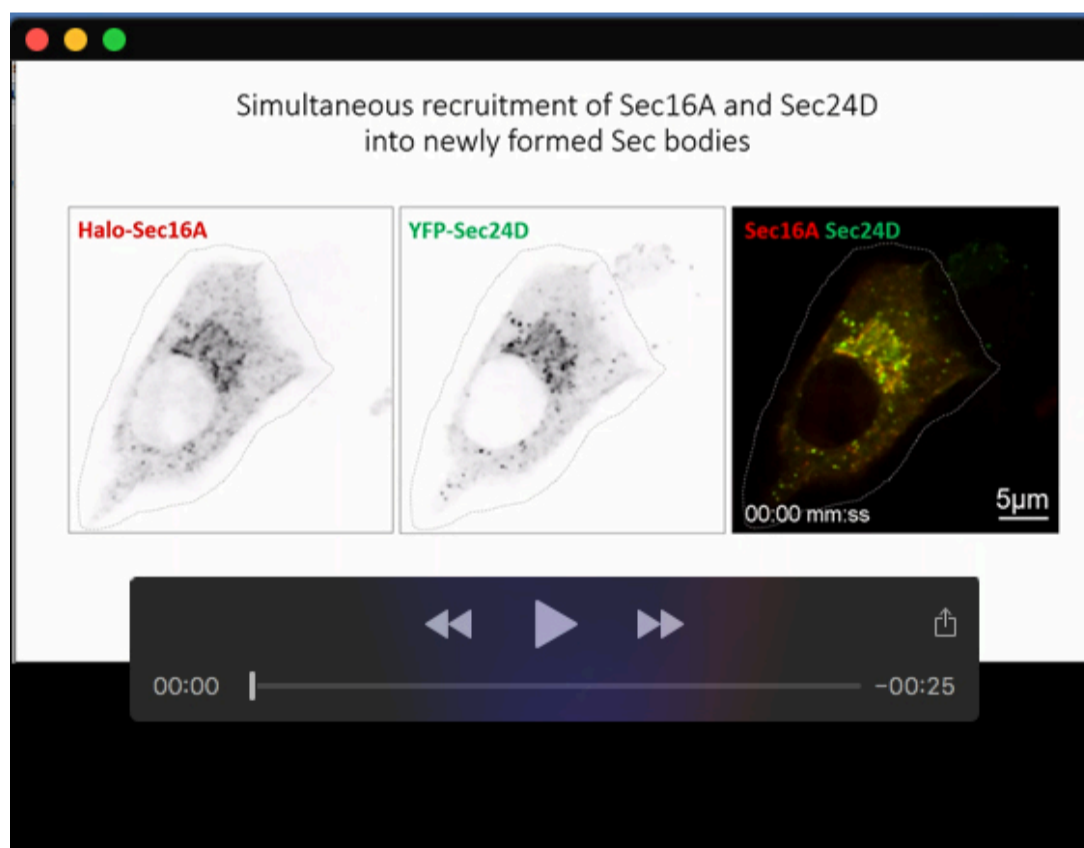 Simultaneous recruitment of Sec16A and Sec24D
into newly formed Sec bodies
Halo-Sec16A
YFP-Sec24D
Sec16A Sec24D
00:00 mm:ss
5µm
00:00
-00:25